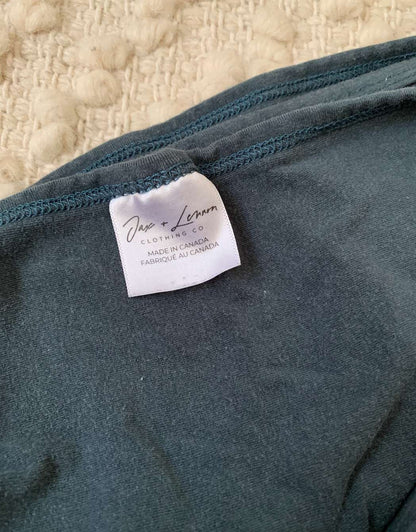 Jax + Lennon
CLOTHING CO
MADE IN CANADA
FABRIQUÉ AU CANADA